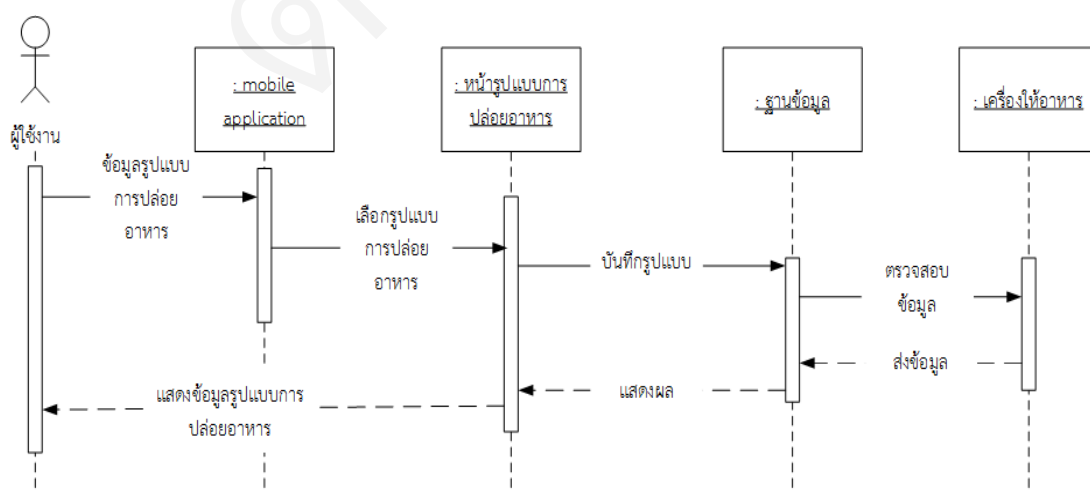 ผู้ใช้งาน
: mobile
application
: หน้ารูปแบบการ
ปล่อยอาหาร
: ฐานข้อมูล
: เครื่องให้อาหาร
ข้อมูลรูปแบบ
การปล่อย
อาหาร
เลือกรูปแบบ
การปล่อย
อาหาร
บันทึกรูปแบบ
ตรวจสอบ
ข้อมูล
ส่งข้อมูล
แสดงผล
แสดงข้อมูลรูปแบบการ
ปล่อยอาหาร